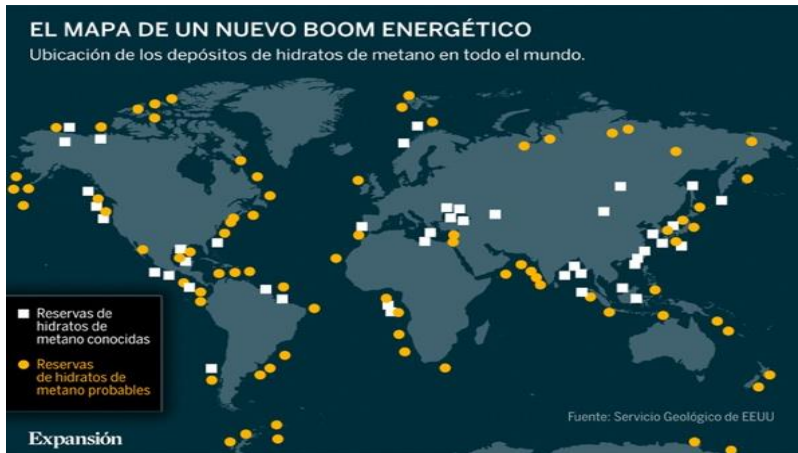 EL MAPA DE UN NUEVO BOOM ENERGÉTICO
Ubicación de los depósitos de hidratos de metano en todo el mundo.
Reservas de
hidratos de
metano conocidas
Reservas
de hidratos de
metano probables
Fuente: Servicio Geológico de EEUU
Expansión